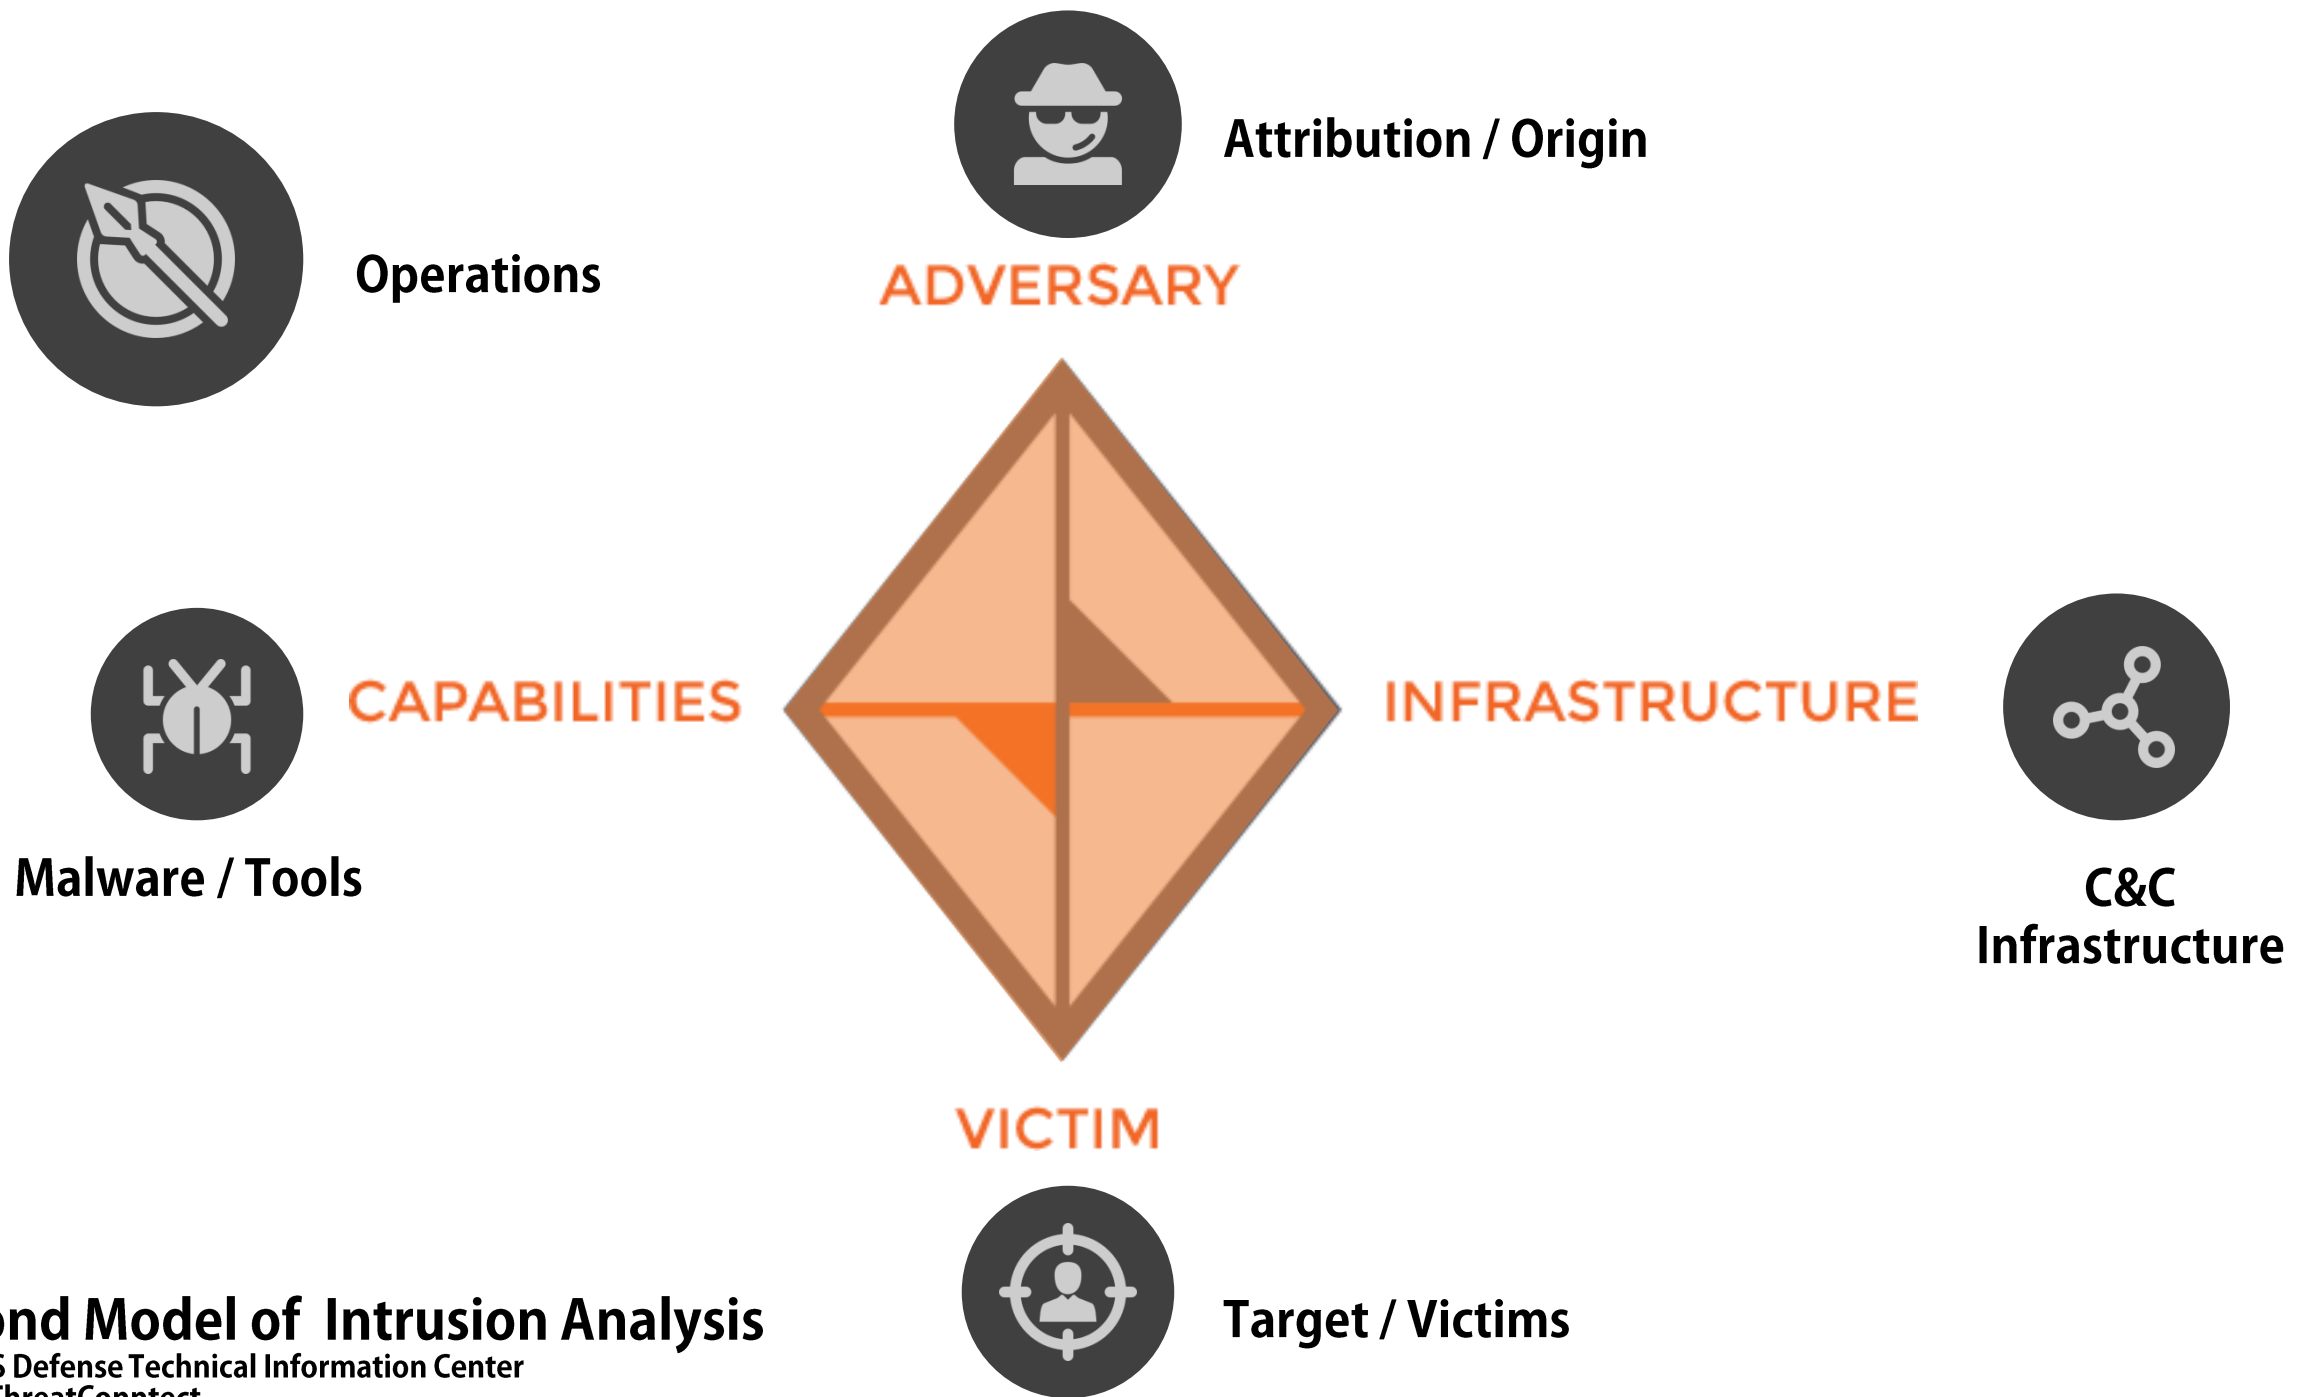 Attribution / Origin
Operations
ADVERSARY
CAPABILITIES
INFRASTRUCTURE
Malware / Tools
C&C
Infrastructure
VICTIM
ond Model of Intrusion Analysis
Target / Victims
S Defense Technical Information Center
ThreatConntect